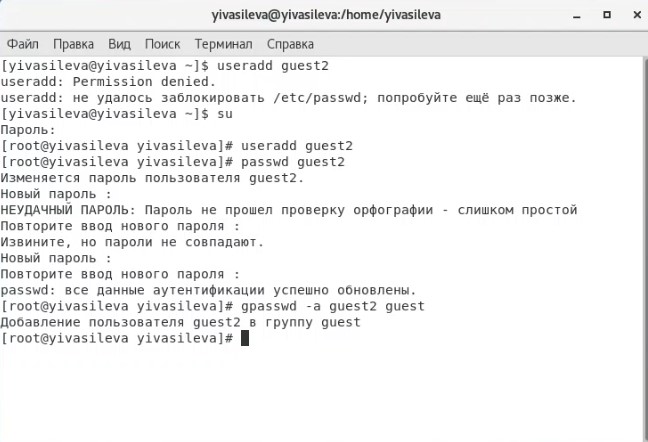 yivasileva@yivasileva:/home/yivasileva
Файл Правка Вид Поиск Терминал Справка
[yivasileva@yivasileva ~]$ useradd guest2
useradd: Permission denied.
useradd: не удалось заблокировать /etc/passwd; попробуйте ещё раз позже.
[yivasileva@yivasileva ~]$ su
Пароль:
[root@yivasileva yivasileva]# useradd guest2
[root@yivasileva yivasileva]# passwd guest2
Изменяется пароль пользователя guest2.
Новый пароль :
НЕУДАЧНЫЙ ПАРОЛЬ: Пароль не прошел проверку орфографии - слишком простой
Повторите ввод нового пароля :
Извините, но пароли не совпадают.
Новый пароль :
Повторите ввод нового пароля :
passwd: все данные аутентификации успешно обновлены.
[root@yivasileva yivasileva]# gpasswd -a guest2 guest
Добавление пользователя guest2 в группу guest
[root@yivasileva yivasileva]#